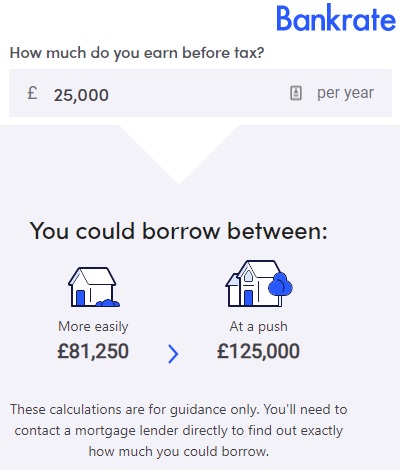 Bankrate
How much do you earn before tax?
£ 25,000 per year
You could borrow between:
More easily At a push
£81,250 £125,000
These calculations are for guidance only. You'll need to
contact a mortgage lender directly to find out exactly
how much you could borrow.